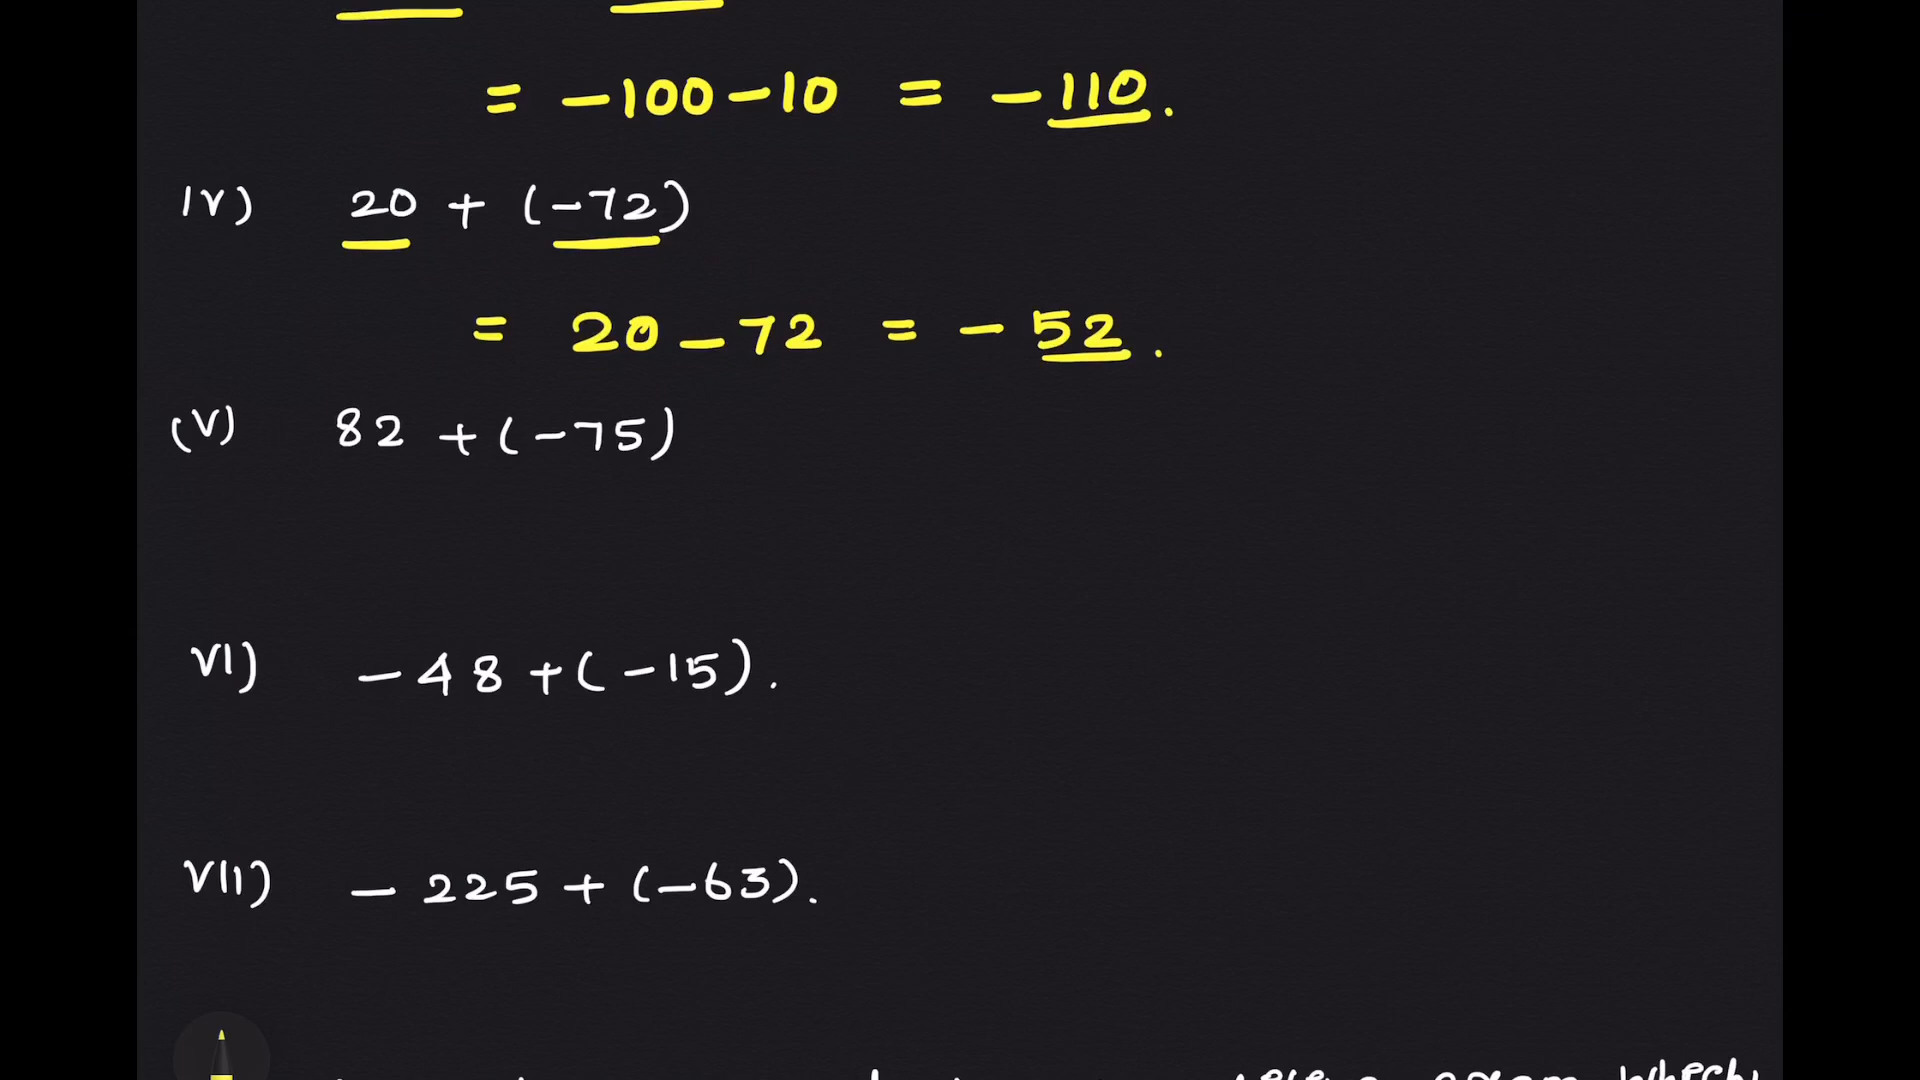 = -100-10 = -110.
IV) 20 + (-72)
= 20-72 = -52.
(V) 82 + (-75)
VI) -48 + (-15).
VII) -225 + (-63).